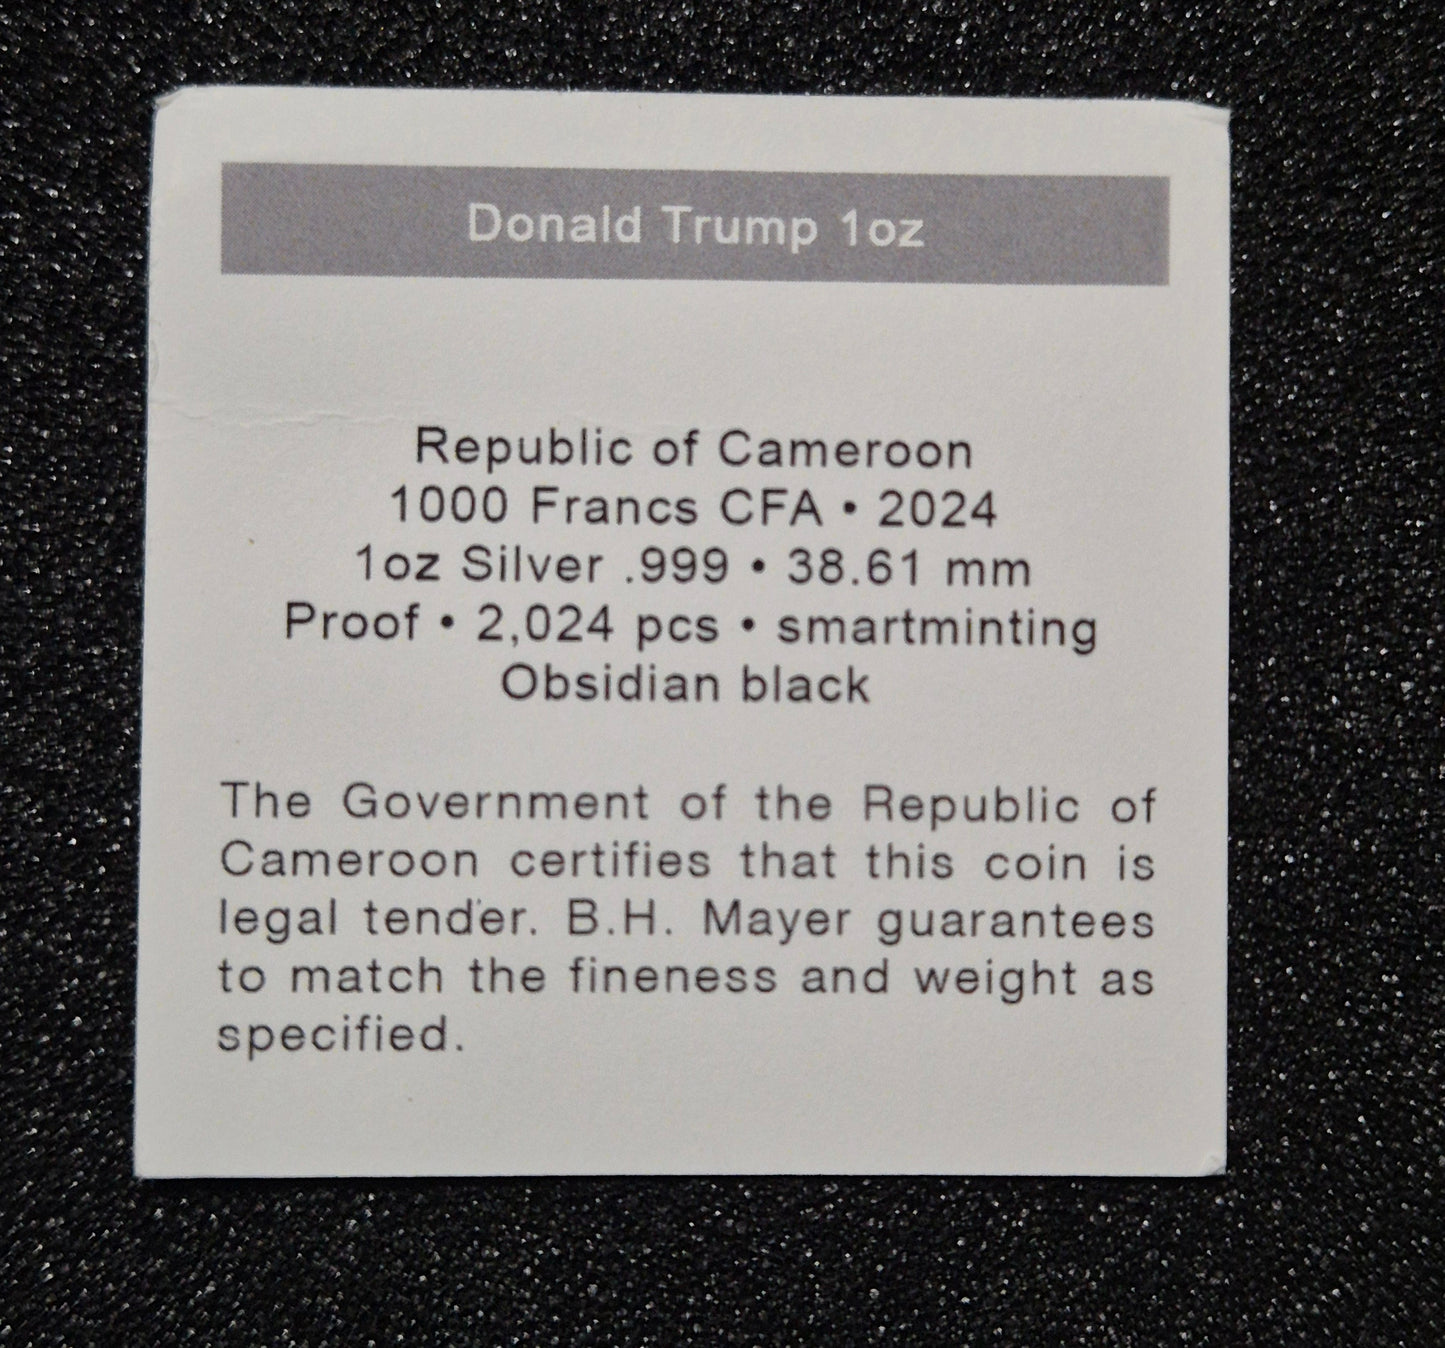 Donald Trump 1oz
Republic of Cameroon
1000 Francs CFA • 2024
1oz Silver .999 • 38.61 mm
Proof • 2,024 pcs • smartminting
Obsidian black
The Government of the Republic of
Cameroon certifies that this coin is
legal tender. B.H. Mayer guarantees
to match the fineness and weight as
specified.